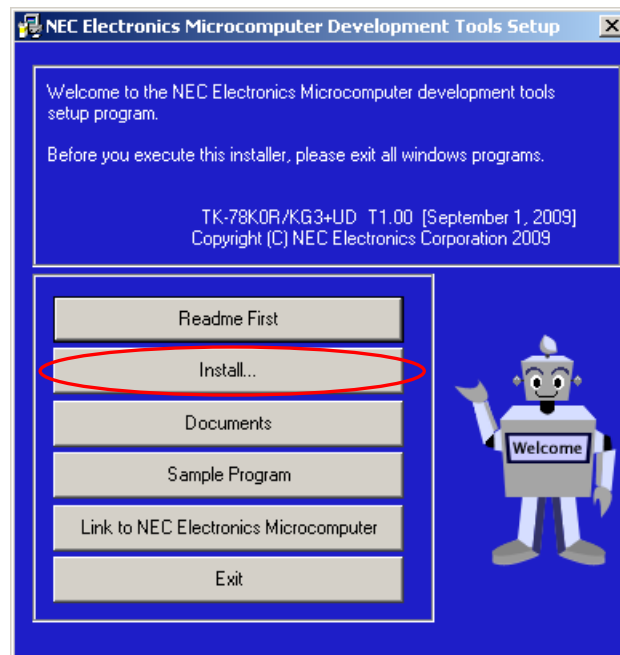 NEC Electronics Microcomputer Development Tools Setup
Welcome to the NEC Electronics Microcomputer development tools
setup program.
Before you execute this installer, please exit all windows programs.
TK-78K0R/KG3+UD T1.00 [September 1, 2009]
Copyright (C) NEC Electronics Corporation 2009
Readme First
Install...
Documents
Sample Program
Link to NEC Electronics Microcomputer
Exit
Welcome